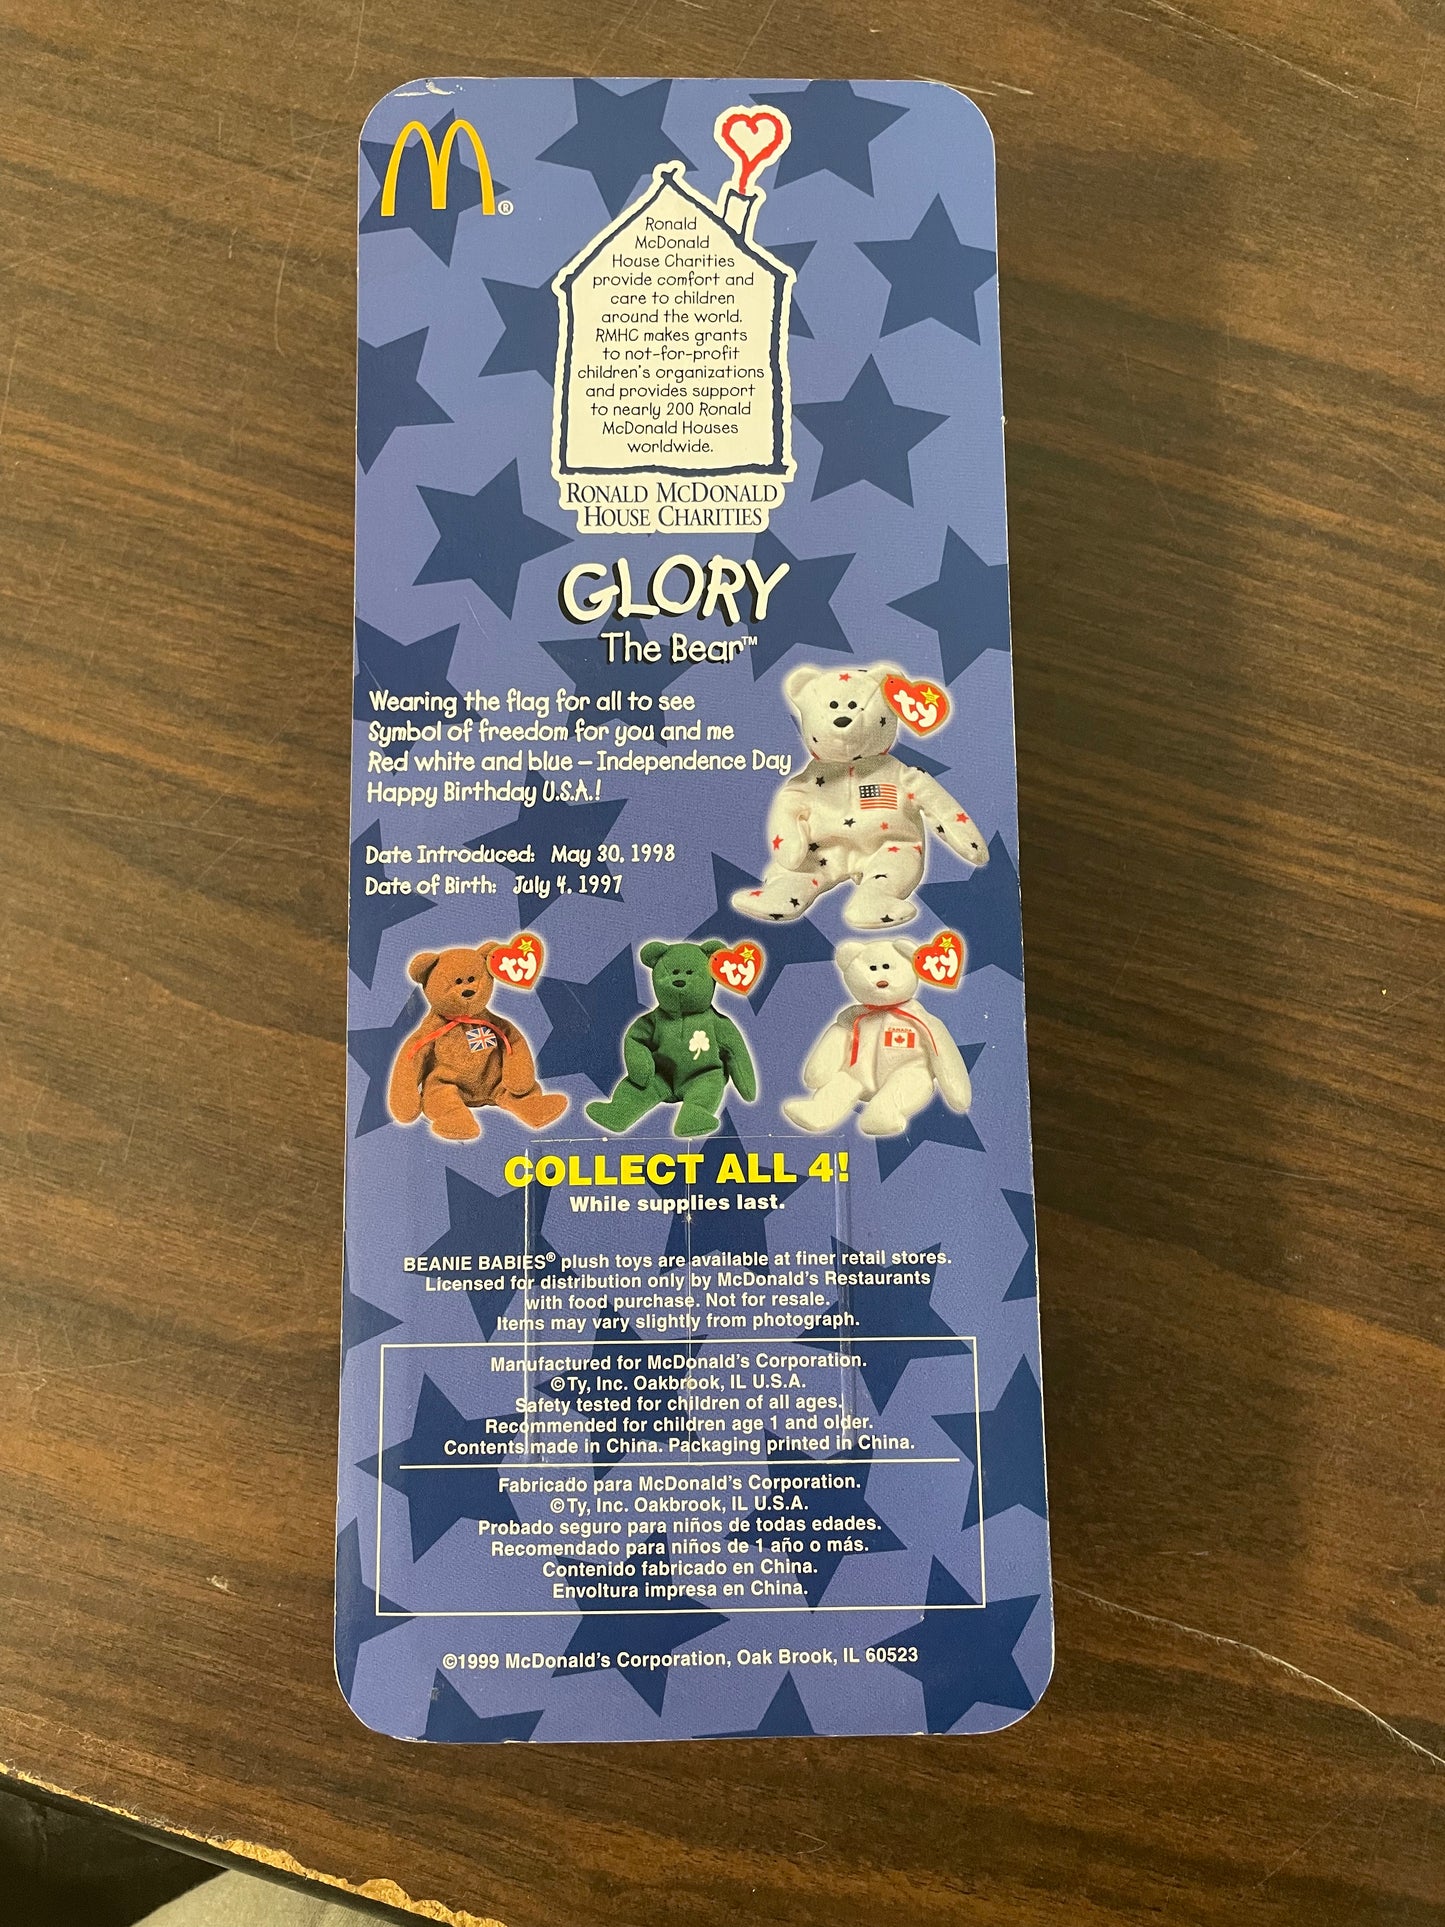 M®
Ronald
McDonald
House Charities
provide comfort and
care to children
around the world.
RMHC makes grants
to not-for-profit
children's organizations
and provides support
to nearly 200 Ronald
McDonald Houses
worldwide.
RONALD MCDONALD
HOUSE CHARITIES
GLORY
The Bear™
Wearing the flag for all to see
Symbol of freedom for you and me
Red white and blue – Independence Day
Happy Birthday U.S.A.!
Date Introduced: May 30, 1998
Date of Birth: July 4, 1997
ty
ty
ty
ty
CANADA
COLLECT ALL 4!
While supplies last.
BEANIE BABIES® plush toys are available at finer retail stores.
Licensed for distribution only by McDonald's Restaurants
with food purchase. Not for resale.
Items may vary slightly from photograph.
Manufactured for McDonald's Corporation.
©Ty, Inc. Oakbrook, IL U.S.A.
Safety tested for children of all ages.
Recommended for children age 1 and older.
Contents made in China. Packaging printed in China.
Fabricado para McDonald's Corporation.
©Ty, Inc. Oakbrook, IL U.S.A.
Probado seguro para niños de todas edades.
Recomendado para niños de 1 año o más.
Contenido fabricado en China.
Envoltura impresa en China.
©1999 McDonald's Corporation, Oak Brook, IL 60523